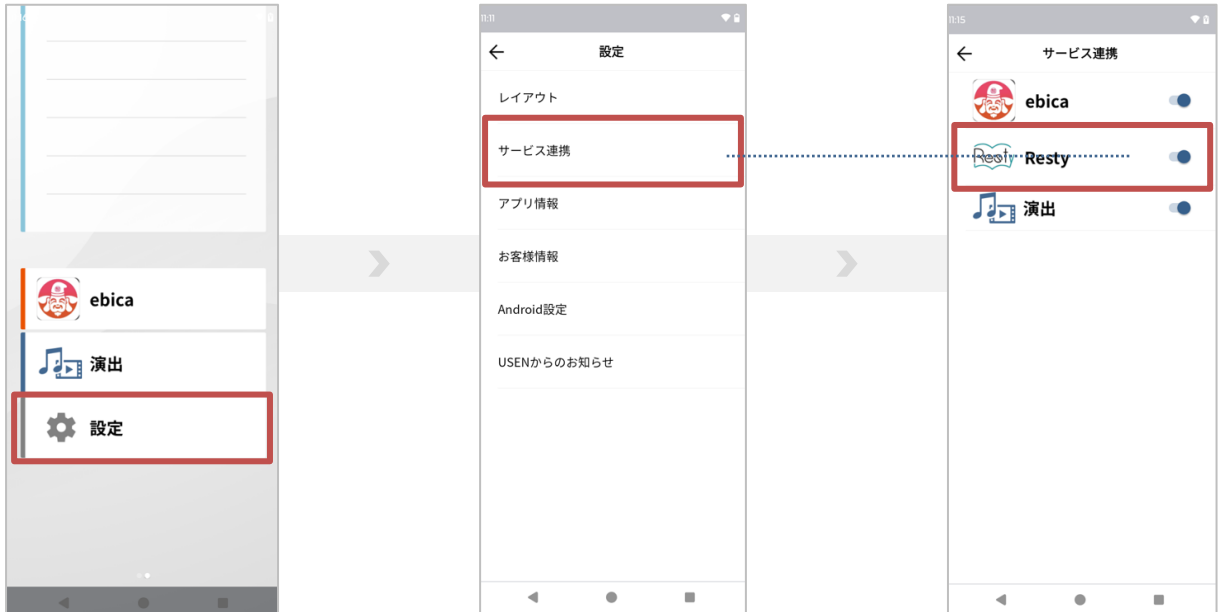 ebica
演出
設定
11:11
設定
レイアウト
サービス連携
アプリ情報
お客様情報
Android設定
USENからのお知らせ
11:15
サービス連携
ebica
Resty Resty
演出